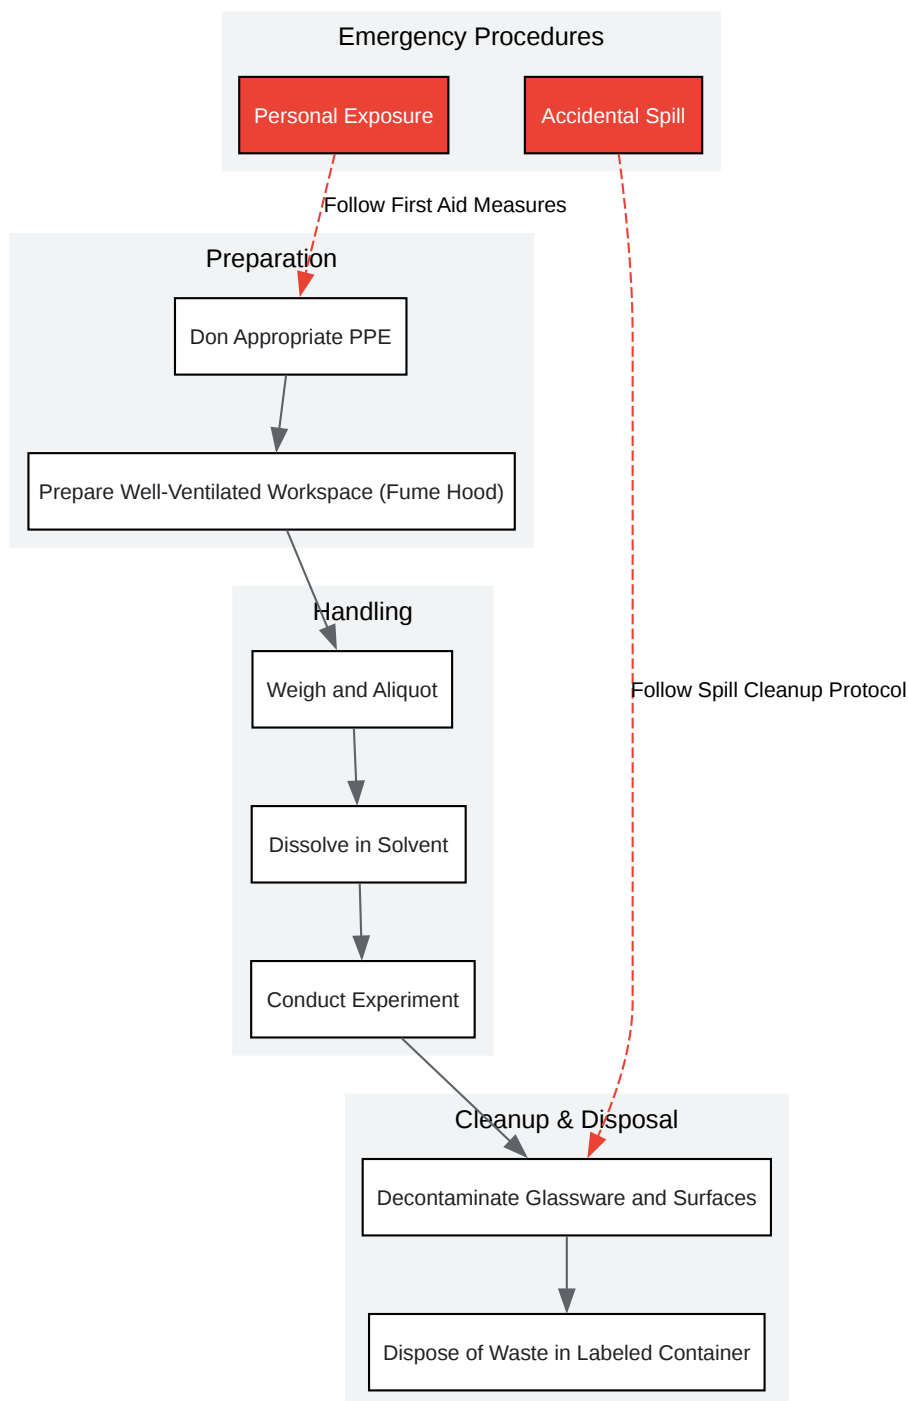 Emergency Procedures
Personal Exposure
Accidental Spill
Follow First Aid Measures
Preparation
Don Appropriate PPE
Prepare Well-Ventilated Workspace (Fume Hood)
Handling
Weigh and Aliquot
Follow Spill Cleanup Protocol
Dissolve in Solvent
Conduct Experiment
Cleanup & Disposal
Decontaminate Glassware and Surfaces
Dispose of Waste in Labeled Container